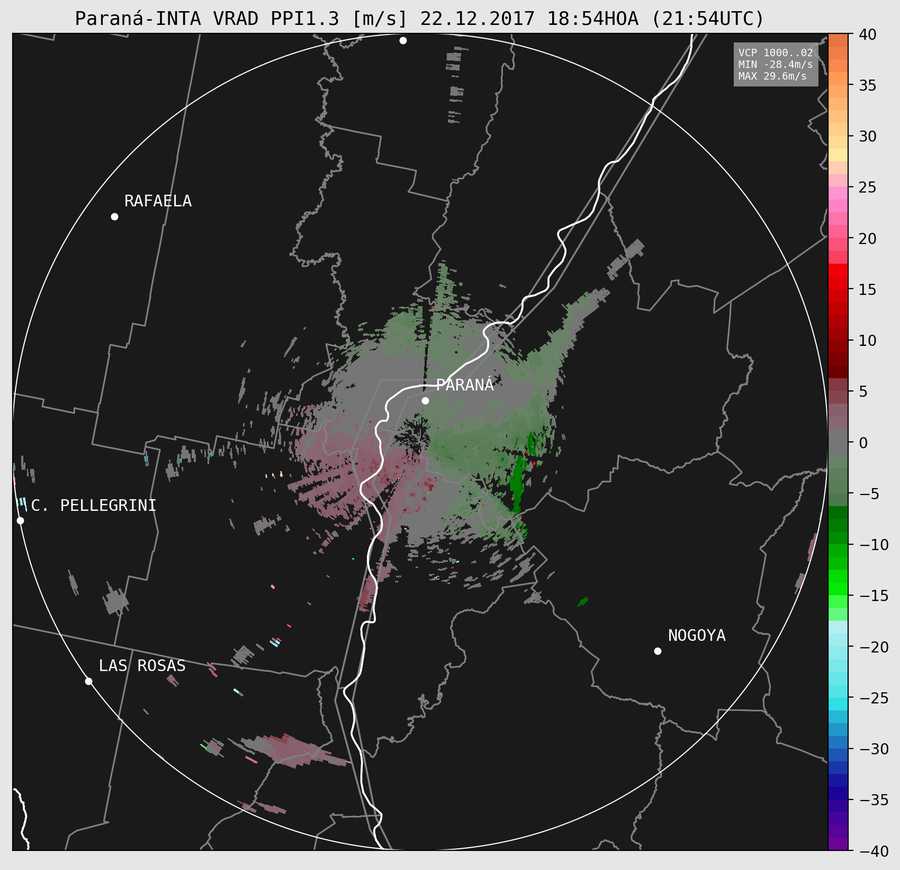 Paraná-INTA VRAD PPI1.3 [m/s] 22.12.2017 18:54HOA (21:54UTC)
VCP 1000..02
MIN -28.4m/s
MAX 29.6m/s
RAFAELA
PARANÁ
C. PELLEGRINI
NOGOYA
LAS ROSAS
40
35
30
25
20
15
10
5
0
−5
−10
−15
−20
−25
−30
−35
−40